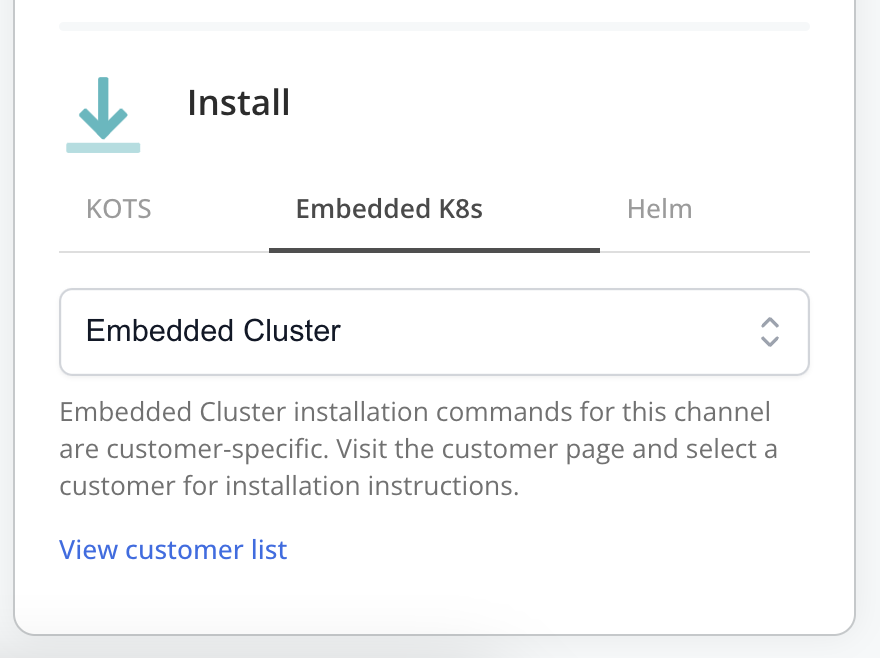 Install
KOTS
Embedded K8s
Helm
Embedded Cluster
Embedded Cluster installation commands for this channel
are customer-specific. Visit the customer page and select a
customer for installation instructions.
View customer list